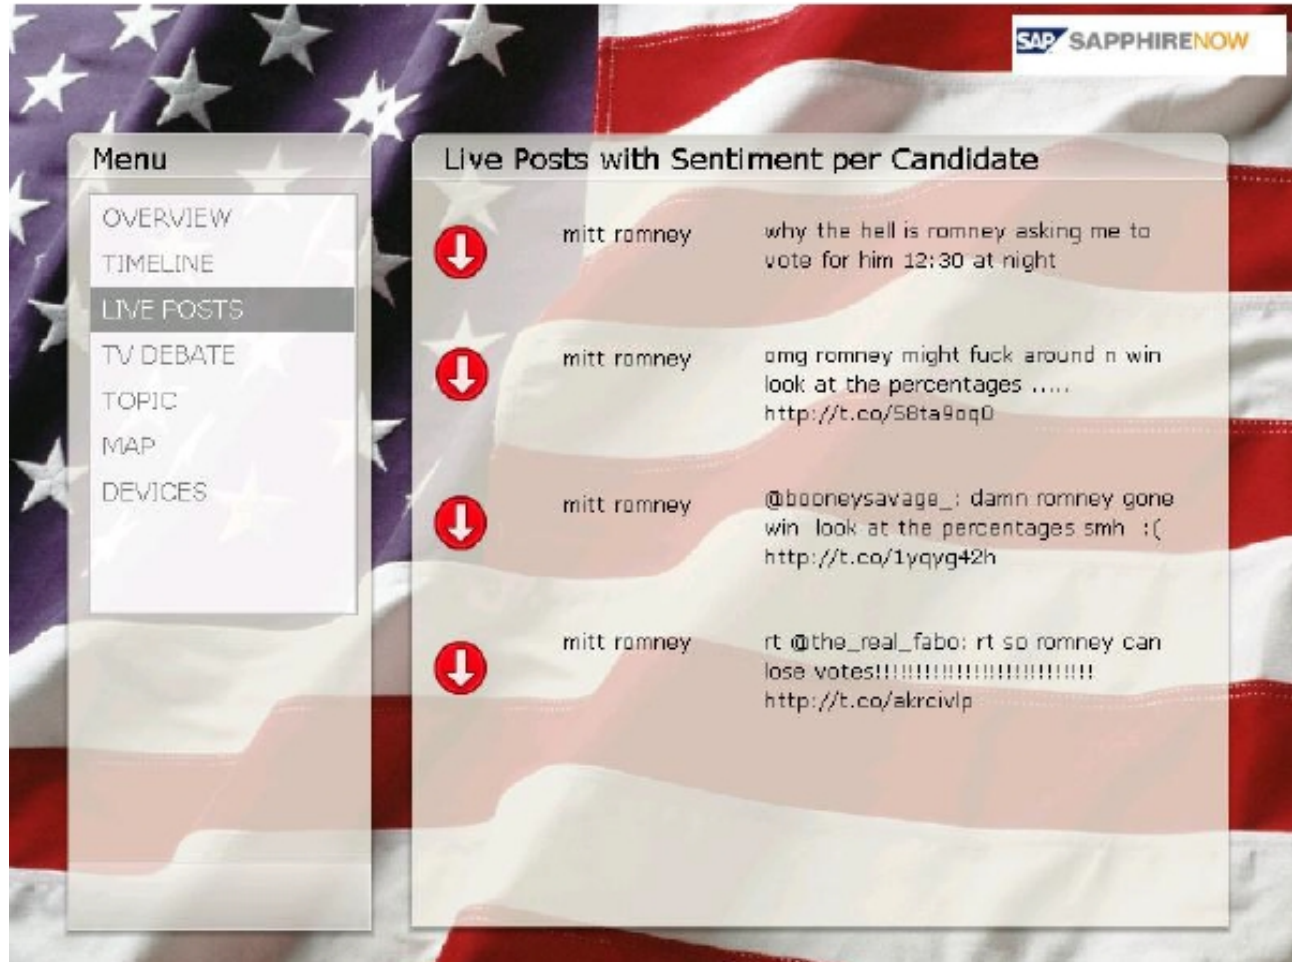 SAP SAPPHIRENOW
Menu
OVERVIEW
TIMELINE
LIVE POSTS
TV DEBATE
TOPIC
MAP
DEVICES
Live Posts with Sentiment per Candidate
mitt romney
why the hell is romney asking me to
vote for him 12:30 at night
mitt romney
omg romney might fuck around n win
look at the percentages .....
http://t.co/58ta9oq0
mitt romney
@booneysavage_: damn romney gone
win look at the percentages smh :(
http://t.co/1yqyg42h
mitt romney
rt @the_real_fabo: rt so romney can
lose votes!!!!!!!!!!!!!!!!!!!!!!!!!!!
http://t.co/akrcivlp